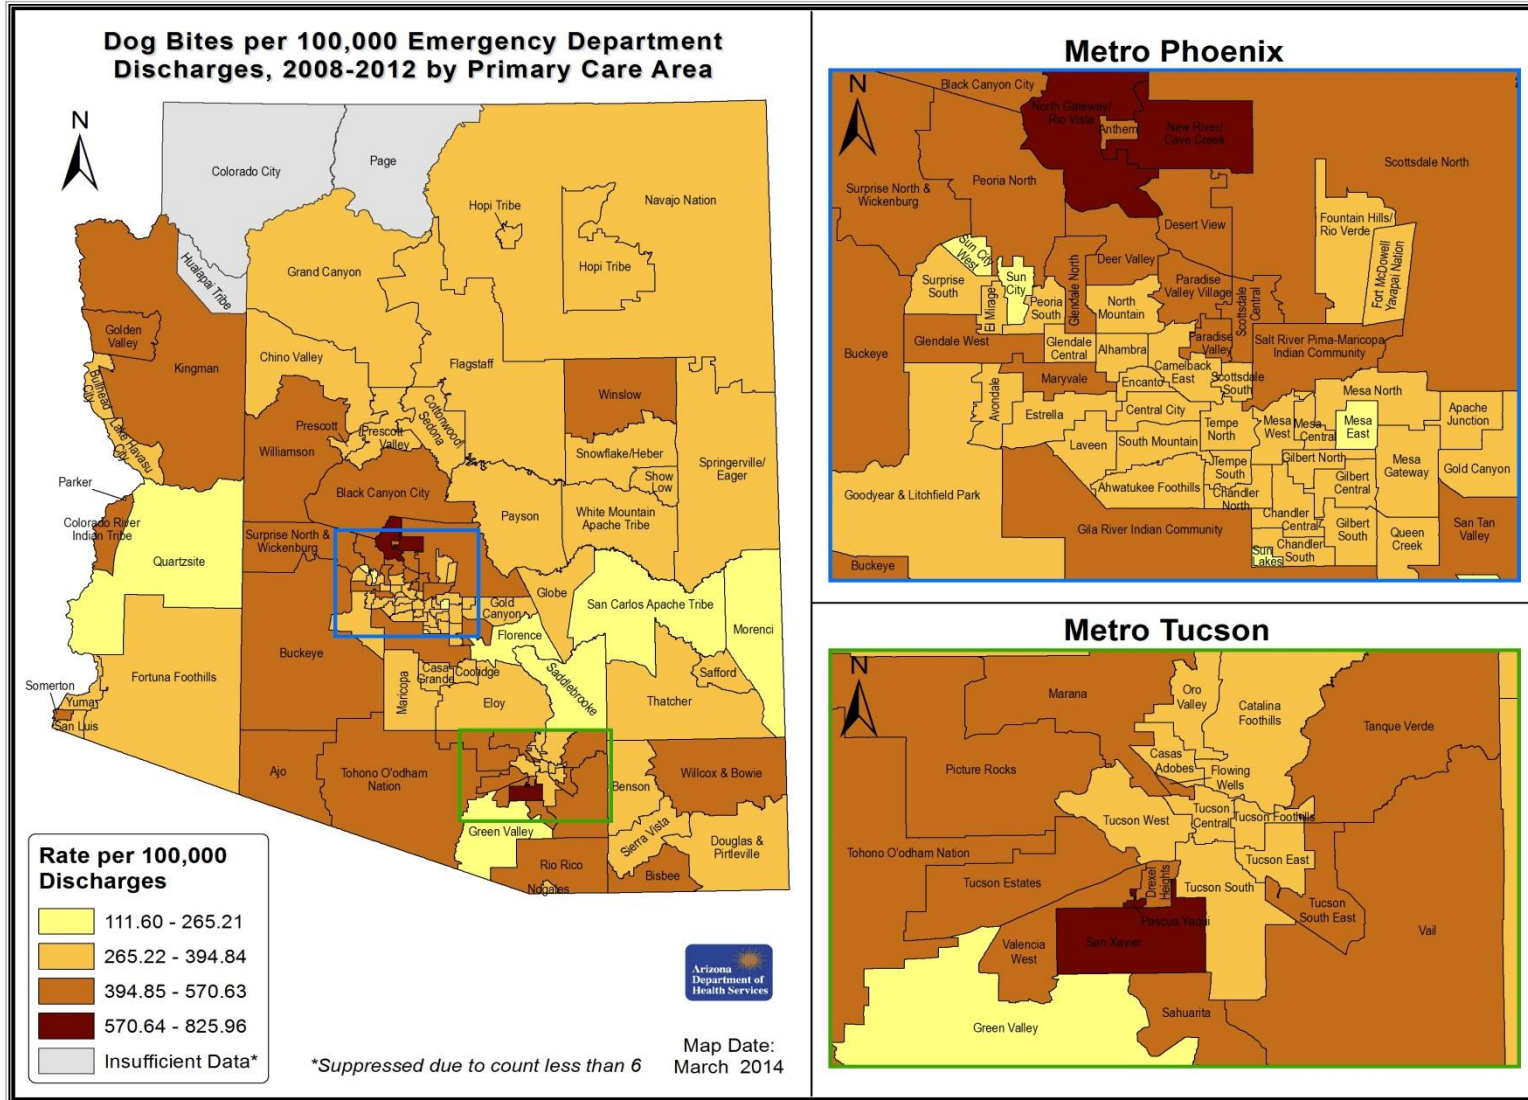 Dog Bites per 100,000 Emergency Department
Discharges, 2008-2012 by Primary Care Area
N
Colorado City
Page
Hualapai Tribe
Grand Canyon
Hopi Tribe
Navajo Nation
Hopi Tribe
Golden
Valley
Kingman
Chino Valley
Flagstaff
Bullhead
City
Lake Havasu
City
Williamson
Prescott
Prescott
Valley
Cottonwood/
Sedona
Winslow
Snowflake/Heber
Show
Low
Springerville/
Eager
Parker
Colorado River
Indian Tribe
Quartzsite
Black Canyon City
Payson
White Mountain
Apache Tribe
Surprise North &
Wickenburg
Buckeye
Gold
Canyon
Globe
San Carlos Apache Tribe
Morenci
Florence
Saddlebrooke
Fortuna Foothills
Somerton
Yuma
San Luis
Maricopa
Casa
Grande
Coolidge
Eloy
Safford
Thatcher
Ajo
Tohono O'odham
Nation
Benson
Willcox & Bowie
Green Valley
Sierra Vista
Douglas &
Pirtleville
Rio Rico
Nogales
Bisbee
Rate per 100,000
Discharges
111.60 - 265.21
265.22 - 394.84
394.85 - 570.63
570.64 - 825.96
Insufficient Data*
*Suppressed due to count less than 6
Arizona
Department of
Health Services
Map Date:
March 2014
Metro Phoenix
N
Black Canyon City
North Gateway/
Rio Vista
Anthem
New River/
Cave Creek
Scottsdale North
Surprise North &
Wickenburg
Peoria North
Desert View
Fountain Hills/
Rio Verde
Fort McDowell
Yavapai Nation
Sun City
West
Sun
City
Surprise
South
El Mirage
Peoria
South
Glendale North
Deer Valley
North
Mountain
Paradise
Valley Village
Scottsdale
Central
Buckeye
Glendale West
Glendale
Central
Alhambra
Paradise
Valley
Salt River Pima-Maricopa
Indian Community
Maryvale
Camelback
East
Encanto
Scottsdale
South
Avondale
Estrella
Central City
Mesa North
Mesa
West
Mesa
Central
Mesa
East
Apache
Junction
Laveen
South Mountain
Tempe
North
Gilbert North
Mesa
Gateway
Gold Canyon
Goodyear & Litchfield Park
Ahwatukee Foothills
Tempe
South
Chandler
North
Gilbert
Central
Gila River Indian Community
Chandler
Central
Gilbert
South
Queen
Creek
San Tan
Valley
Sun
Lakes
Chandler
South
Buckeye
Metro Tucson
N
Marana
Oro
Valley
Catalina
Foothills
Tanque Verde
Picture Rocks
Casas
Adobes
Flowing
Wells
Tucson West
Tucson
Central
Tucson Foothills
Tohono O'odham Nation
Tucson East
Tucson Estates
Drexel
Heights
Tucson South
Tucson
South East
Pascua Yaqui
Valencia
West
San Xavier
Vail
Green Valley
Sahuarita